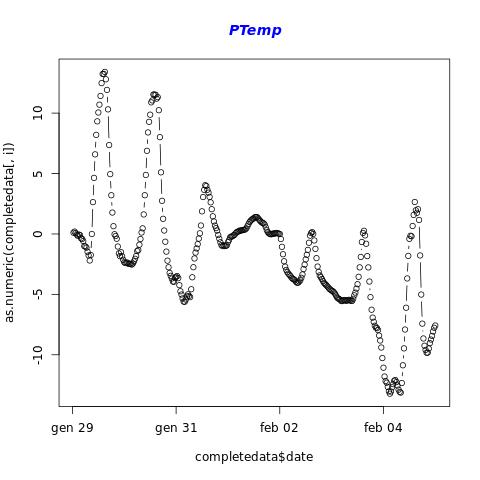 PTemp
as.numeric(completedata[, i])
10
5
0
-5
-10
gen 29
gen 31
feb 02
feb 04
completedata$date